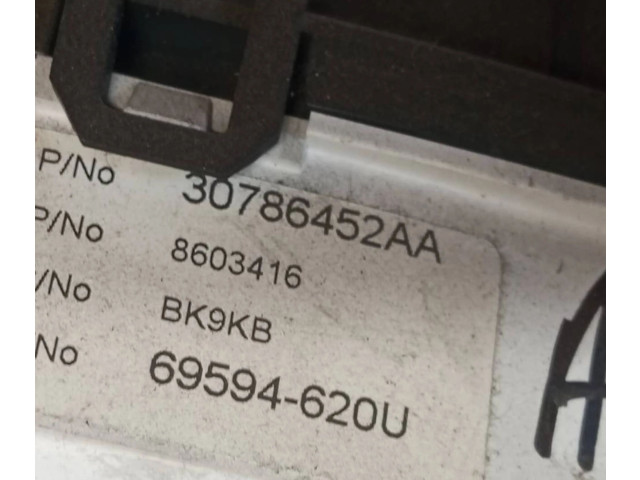 P/No 30786452AA
P/No 8603416
/No BK9KB
No 69594-620U